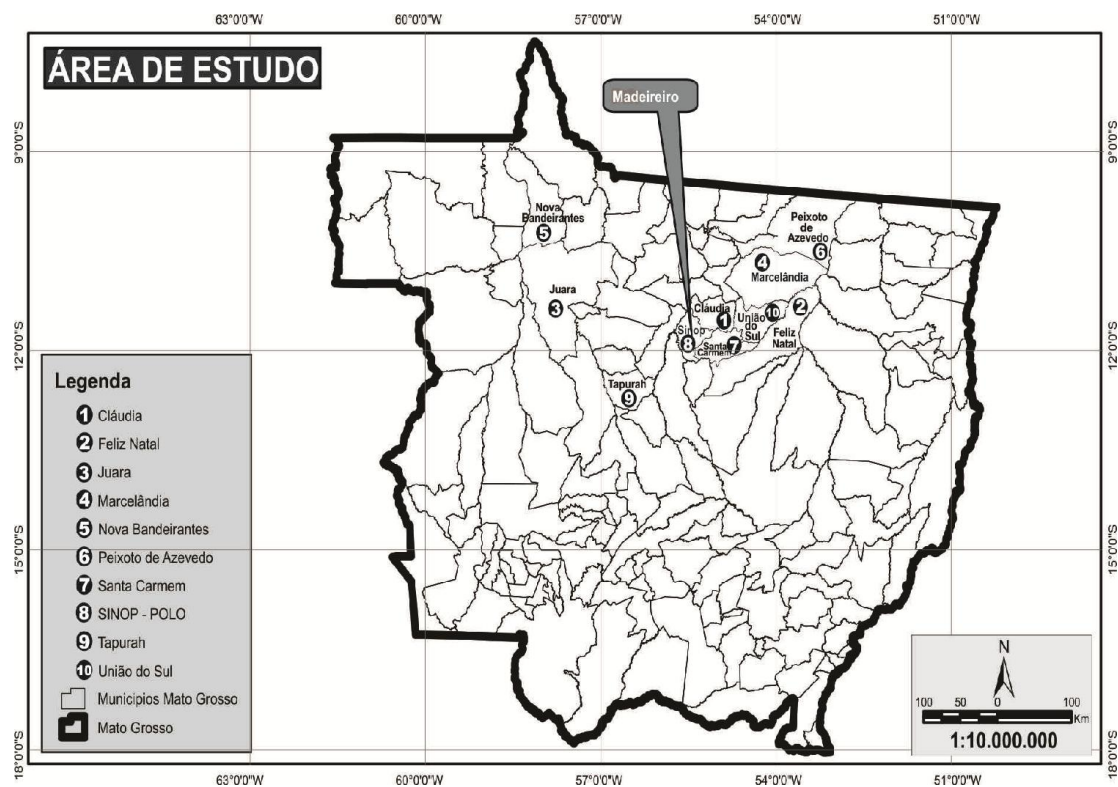 63°0'0"W 60°0'0"W 57°0'0"W 54°0'0"W 51°0'0"W
ÁREA DE ESTUDO
Madeireiro
9°0'0"S 9°0'0"S
Nova
Bandeirantes
5
Peixoto
de
Azevedo
6
4
Marcelândia
Juara
3
Cláudia
1
União
do
Sul
10
2
Feliz
Natal
Sinop
8
Santa
Carmem
7
12°0'0"S 12°0'0"S
Tapurah
9
Legenda
1 Cláudia
2 Feliz Natal
3 Juara
4 Marcelândia
5 Nova Bandeirantes
6 Peixoto de Azevedo
7 Santa Carmem
8 SINOP - POLO
9 Tapurah
10 União do Sul
Municipios Mato Grosso
Mato Grosso
15°0'0"S 15°0'0"S
N
100 50 0 100
Km
1:10.000.000
18°0'0"S 18°0'0"S
63°0'0"W 60°0'0"W 57°0'0"W 54°0'0"W 51°0'0"W